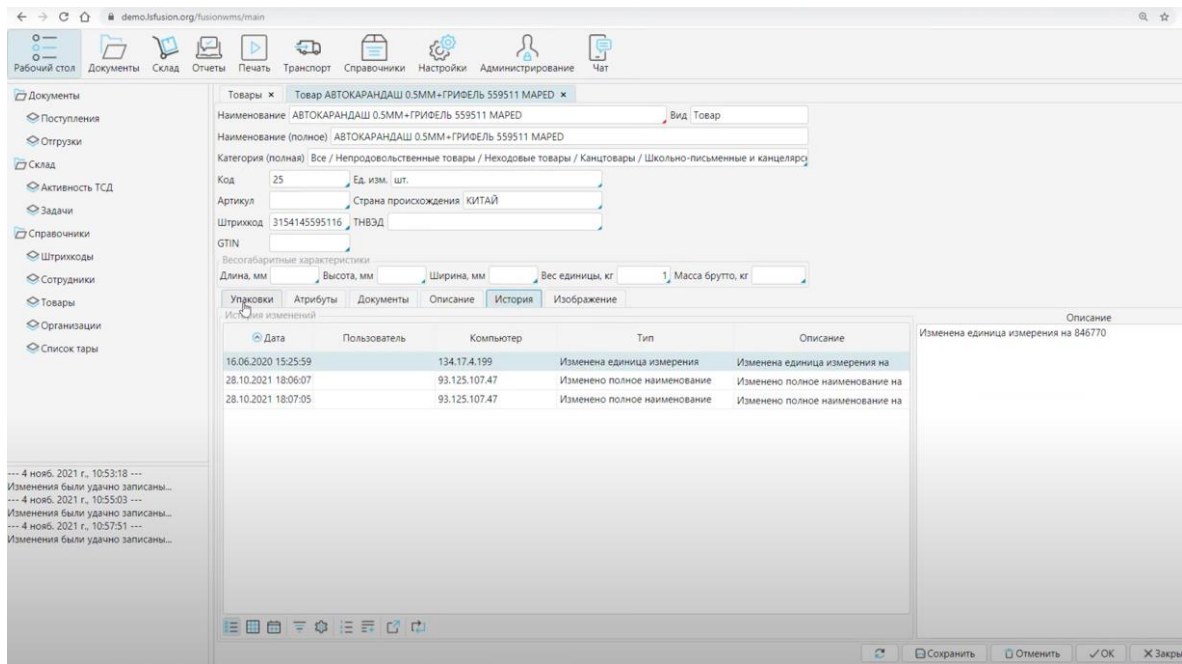 demo.lsfusion.org/fusionwms/main
Рабочий стол Документы Склад Отчеты Печать Транспорт Справочники Настройки Администрирование Чат
Документы
Поступления
Отгрузки
Склад
Активность ТСД
Задачи
Справочники
Штрихкоды
Сотрудники
Товары
Организации
Список тары
--- 4 нояб. 2021 г., 10:53:18 ---
Изменения были удачно записаны...
--- 4 нояб. 2021 г., 10:55:03 ---
Изменения были удачно записаны...
--- 4 нояб. 2021 г., 10:57:51 ---
Изменения были удачно записаны...
Товары × Товар АВТОКАРАНДАШ 0.5ММ+ГРИФЕЛЬ 559511 MAPED ×
Наименование АВТОКАРАНДАШ 0.5ММ+ГРИФЕЛЬ 559511 MAPED Вид Товар
Наименование (полное) АВТОКАРАНДАШ 0.5ММ+ГРИФЕЛЬ 559511 MAPED
Категория (полная) Все / Непродовольственные товары / Неходовые товары / Канцтовары / Школьно-письменные и канцелярс
Код 25 Ед. изм. шт.
Артикул Страна происхождения КИТАЙ
Штрихкод 3154145595116 ТНВЭД
GTIN
Весогабаритные характеристики
Длина, мм Высота, мм Ширина, мм Вес единицы, кг 1 Масса брутто, кг
Упаковки Атрибуты Документы Описание История Изображение
История изменений
Дата Пользователь Компьютер Тип Описание
16.06.2020 15:25:59 134.17.4.199 Изменена единица измерения Изменена единица измерения на
28.10.2021 18:06:07 93.125.107.47 Изменено полное наименование Изменено полное наименование на
28.10.2021 18:07:05 93.125.107.47 Изменено полное наименование Изменено полное наименование на
Описание
Изменена единица измерения на 846770
Сохранить Отменить OK Закры